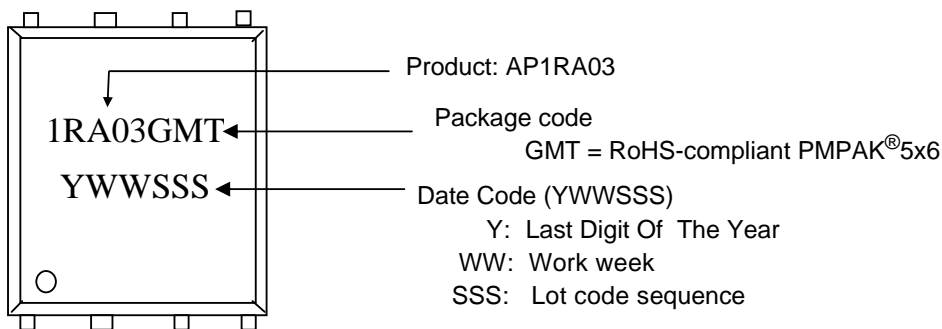 Product: AP1RA03
1RA03GMT
Package code
GMT = RoHS-compliant PMPAK®5x6
YWWSSS
Date Code (YWWSSS)
Y: Last Digit Of The Year
WW: Work week
SSS: Lot code sequence